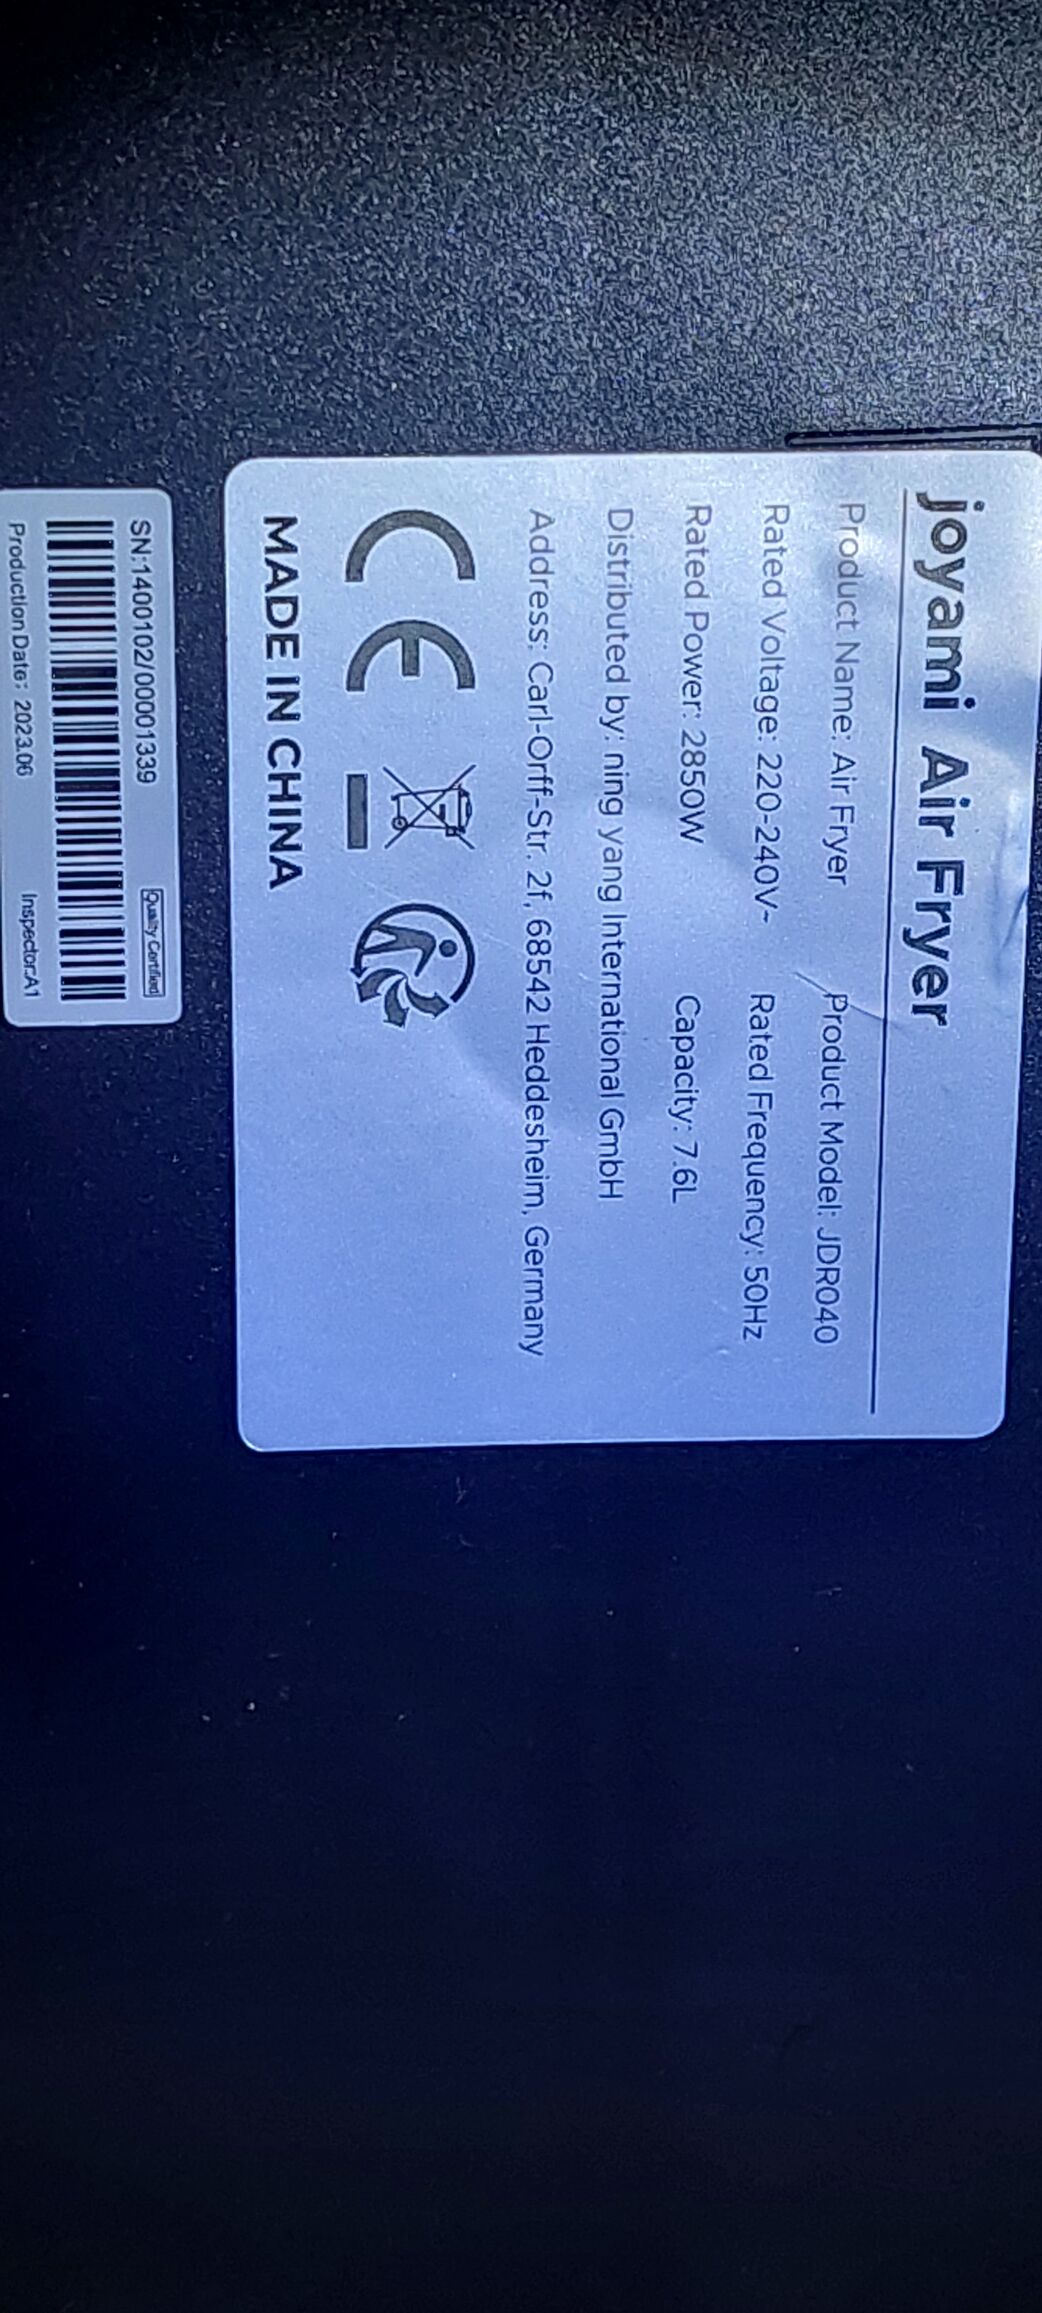 joyami Air Fryer
Product Name: Air Fryer Product Model: JDR040
Rated Voltage: 220-240V~ Rated Frequency: 50Hz
Rated Power: 2850W Capacity: 7.6L
Distributed by: ning yang International GmbH
Address: Carl-Orff-Str. 2f, 68542 Heddesheim, Germany
CE
MADE IN CHINA
SN:1400102/00001339 Quality Certified
Production Date: 2023.06 Inspector:A1